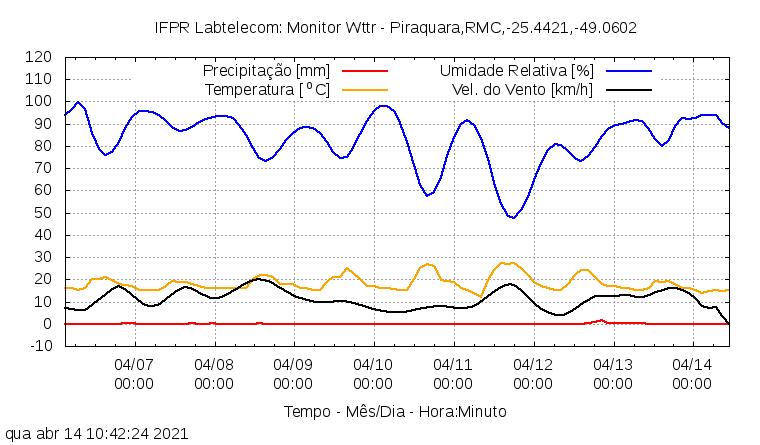 IFPR Labtelecom: Monitor Wttr - Piraquara,RMC,-25.4421,-49.0602
120
110
100
90
80
70
60
50
40
30
20
10
0
-10
Precipitação [mm]
Temperatura [⁰C]
Umidade Relativa [%]
Vel. do Vento [km/h]
04/07 04/08 04/09 04/10 04/11 04/12 04/13 04/14
00:00 00:00 00:00 00:00 00:00 00:00 00:00 00:00
Tempo - Mês/Dia - Hora:Minuto
qua abr 14 10:42:24 2021